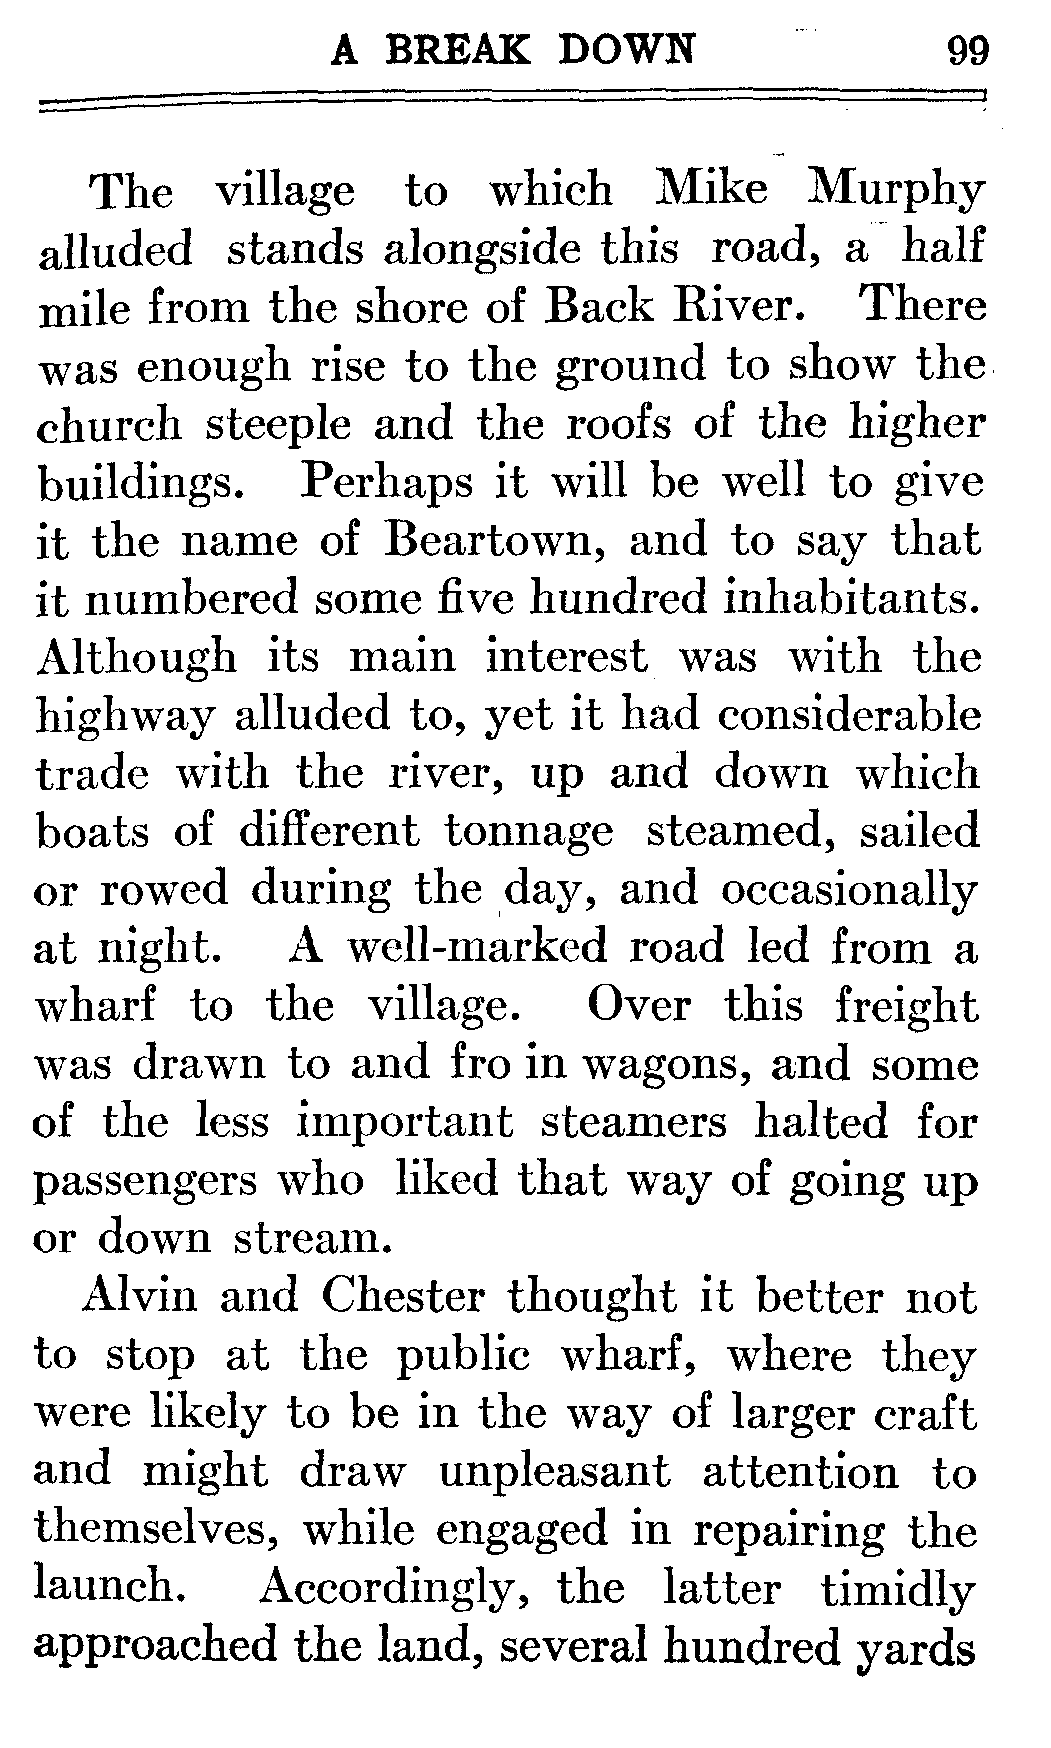 A BREAK DOWN 99
The village to which Mike Murphy
alluded stands alongside this road, a half
mile from the shore of Back River. There
was enough rise to the ground to show the
church steeple and the roofs of the higher
buildings. Perhaps it will be well to give
it the name of Beartown, and to say that
it numbered some five hundred inhabitants.
Although its main interest was with the
highway alluded to, yet it had considerable
trade with the river, up and down which
boats of different tonnage steamed, sailed
or rowed during the day, and occasionally
at night. A well-marked road led from a
wharf to the village. Over this freight
was drawn to and fro in wagons, and some
of the less important steamers halted for
passengers who liked that way of going up
or down stream.
Alvin and Chester thought it better not
to stop at the public wharf, where they
were likely to be in the way of larger craft
and might draw unpleasant attention to
themselves, while engaged in repairing the
launch. Accordingly, the latter timidly
approached the land, several hundred yards